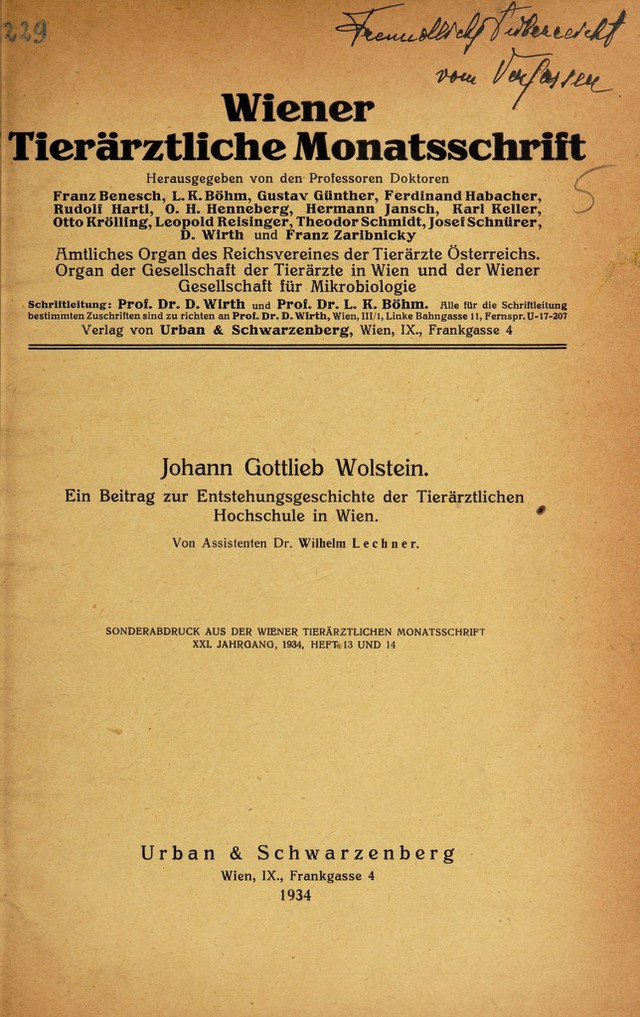 229
Freundlichst überreicht
vom Verfasser
Wiener
Tierärztliche Monatsschrift
5
Herausgegeben von den Professoren Doktoren
Franz Benesch, L. K. Böhm, Gustav Günther, Ferdinand Habacher,
Rudolf Hartl, O. H. Henneberg, Hermann Jansch, Karl Keller,
Otto Krölling, Leopold Reisinger, Theodor Schmidt, Josef Schnürer,
D. Wirth und Franz Zaribnicky
Amtliches Organ des Reichsvereines der Tierärzte Österreichs.
Organ der Gesellschaft der Tierärzte in Wien und der Wiener
Gesellschaft für Mikrobiologie
Schriftleitung: Prof. Dr. D. Wirth und Prof. Dr. L. K. Böhm. Alle für die Schriftleitung
bestimmten Zuschriften sind zu richten an Prof. Dr. D. Wirth, Wien, III/1, Linke Bahngasse 11, Fernspr. U-17-207
Verlag von Urban & Schwarzenberg, Wien, IX., Frankgasse 4
Johann Gottlieb Wolstein.
Ein Beitrag zur Entstehungsgeschichte der Tierärztlichen
Hochschule in Wien.
Von Assistenten Dr. Wilhelm Lechner.
SONDERABDRUCK AUS DER WIENER TIERÄRZTLICHEN MONATSSCHRIFT
XXI. JAHRGANG, 1934, HEFT 13 UND 14
Urban & Schwarzenberg
Wien, IX., Frankgasse 4
1934